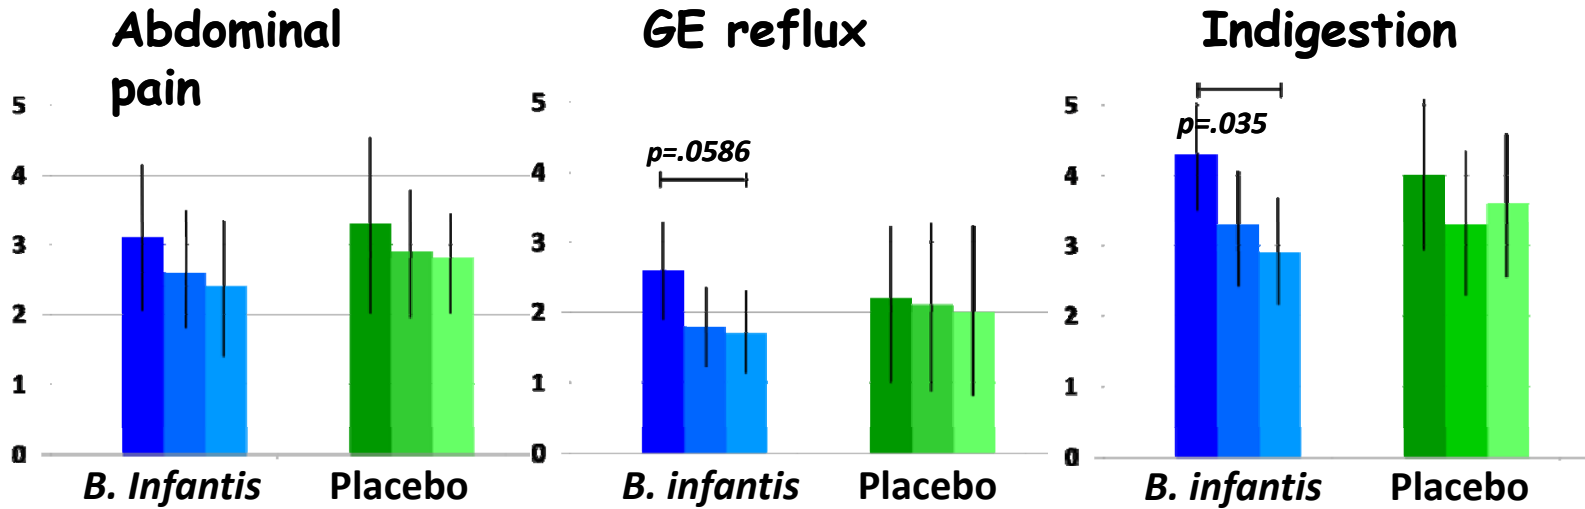 Abdominal
pain
GE reflux
Indigestion
5
4
3
2
1
0
B. Infantis
Placebo
5
4
3
2
1
0
p=.0586
B. infantis
Placebo
5
4
3
2
1
0
p=.035
B. infantis
Placebo